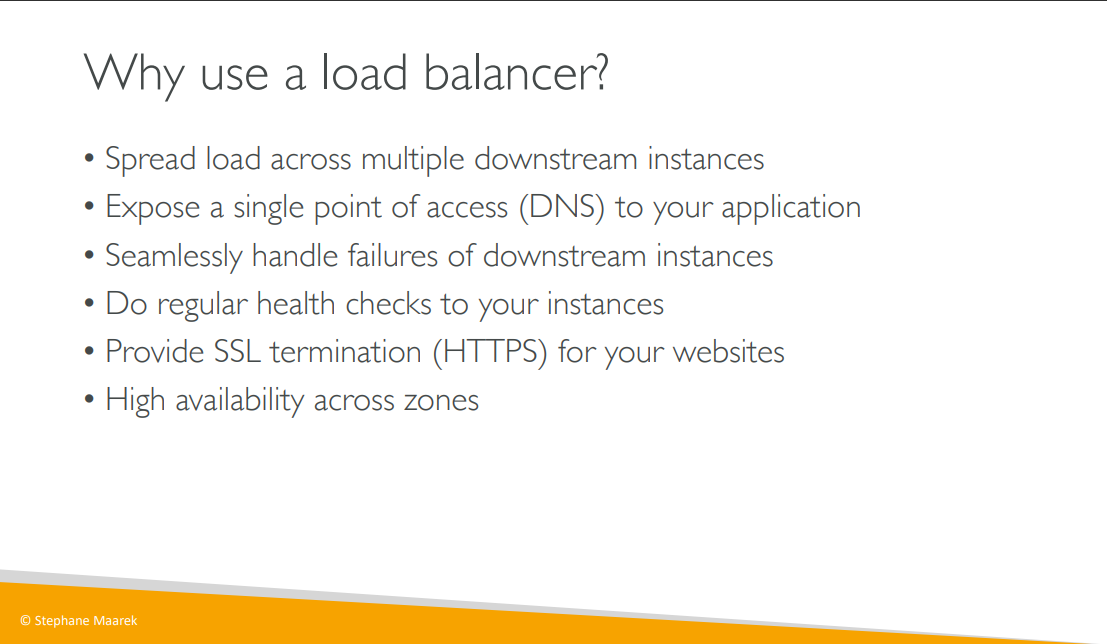 Why use a load balancer?
• Spread load across multiple downstream instances
• Expose a single point of access (DNS) to your application
• Seamlessly handle failures of downstream instances
• Do regular health checks to your instances
• Provide SSL termination (HTTPS) for your websites
• High availability across zones
© Stephane Maarek